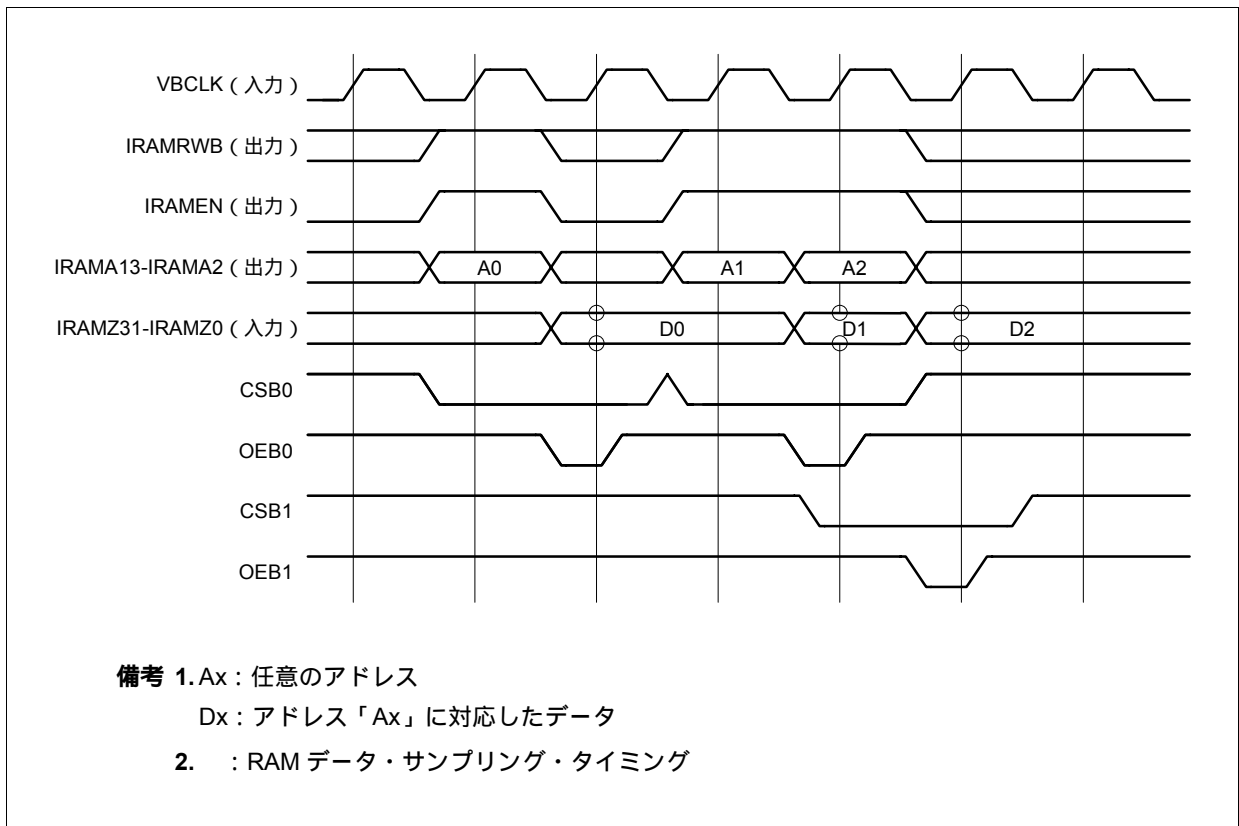 VBCLK（入力）
IRAMRWB（出力）
IRAMEN（出力）
IRAMA13-IRAMA2（出力） A0 A1 A2
IRAMZ31-IRAMZ0（入力） D0 D1 D2
CSB0
OEB0
CSB1
OEB1
備考 1. Ax：任意のアドレス
Dx：アドレス「Ax」に対応したデータ
2. ：RAM データ・サンプリング・タイミング